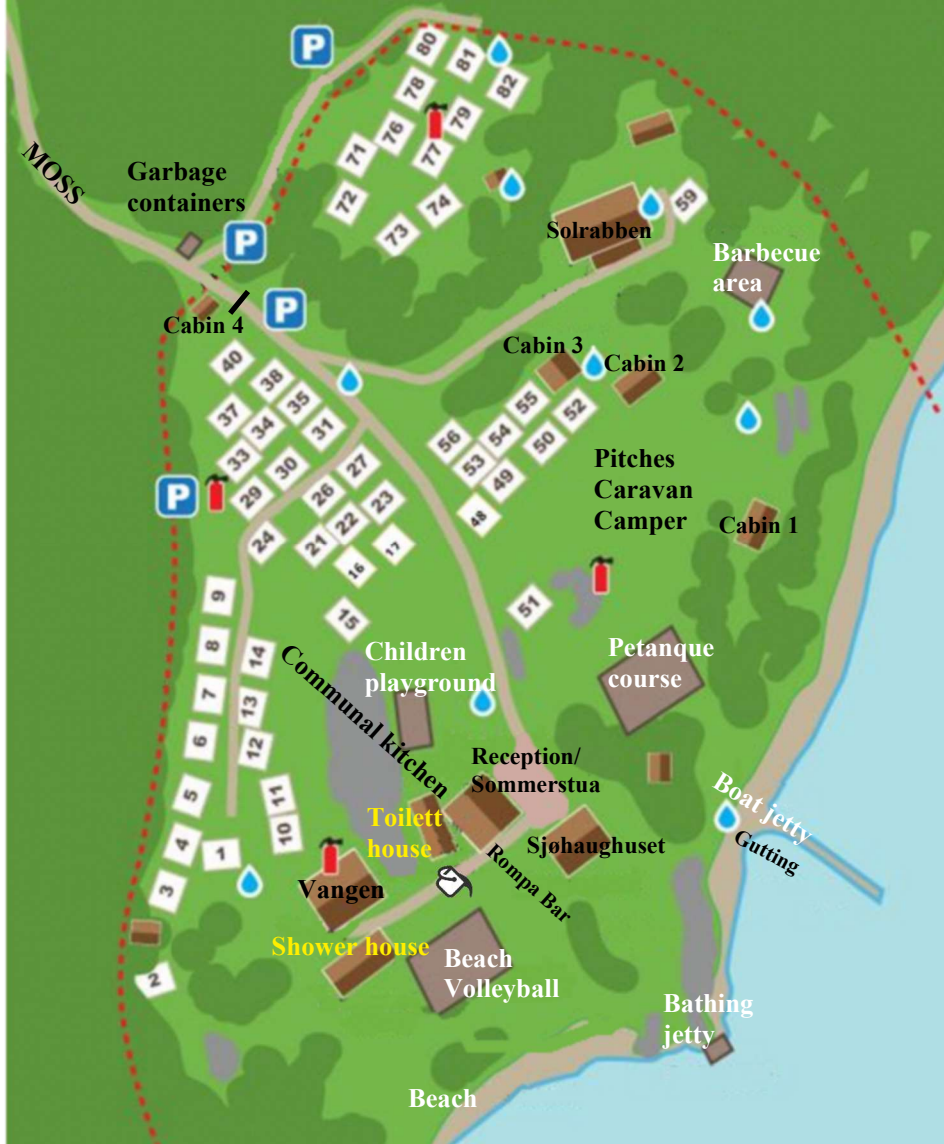 P
80
81
82
78
79
76
77
71
72
74
73
MOSS
Garbage
containers
P
59
Solrabben
Barbecue
area
P
Cabin 4
Cabin 3
Cabin 2
40
38
35
31
37
34
33
30
29
55
52
56
54
50
53
49
48
Pitches
Caravan
Camper
Cabin 1
P
27
26
23
22
21
24
17
16
15
51
9
8
14
7
13
6
12
5
11
10
4
1
3
2
Children
playground
Communal kitchen
Petanque
course
Reception/
Sommerstua
Toilett
house
Sjøhaughuset
Rompa Bar
Boat jetty
Gutting
Vangen
Shower house
Beach
Volleyball
Bathing
jetty
Beach